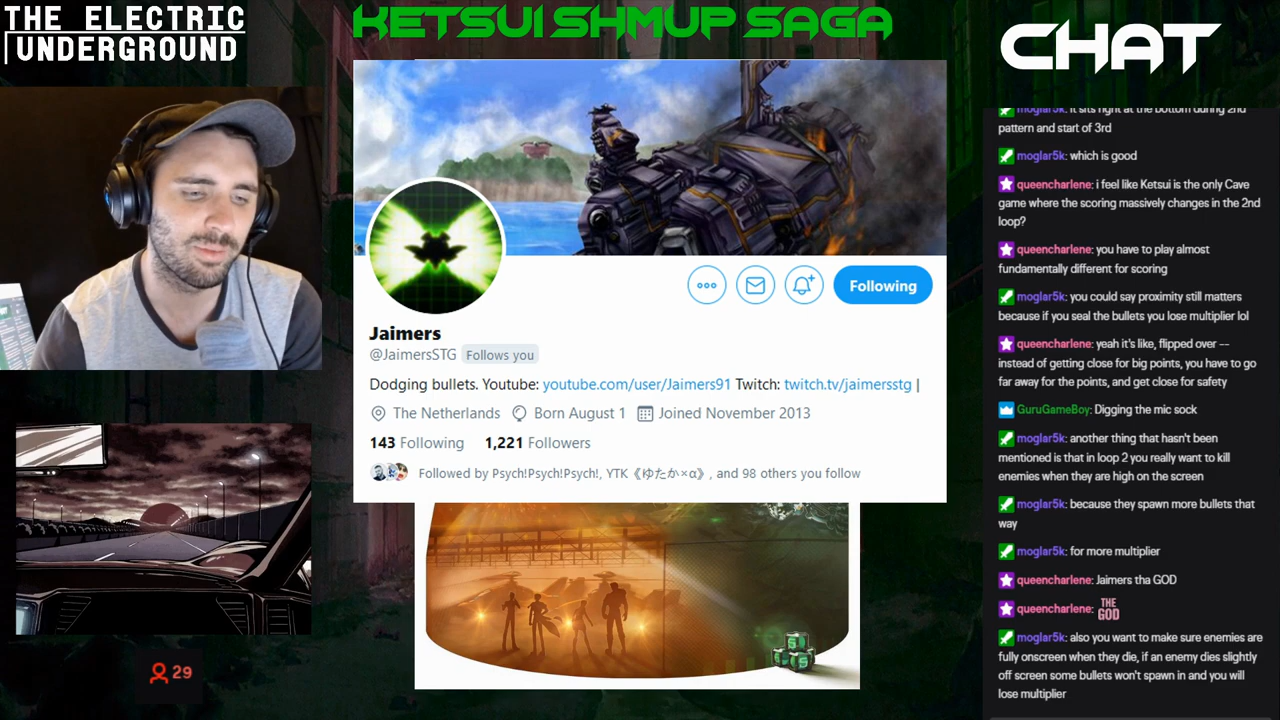 THE ELECTRIC
UNDERGROUND
KETSUI SHMUP SAGA
CHAT
Following
Jaimers
@JaimersSTG Follows you
Dodging bullets. Youtube: youtube.com/user/Jaimers91 Twitch: twitch.tv/jaimersstg |
The Netherlands Born August 1 Joined November 2013
143 Following 1,221 Followers
Followed by Psych!Psych!Psych!, YTK《ゆたか×α》, and 98 others you follow
29
moglar5k: it sits right at the bottom during 2nd
pattern and start of 3rd
moglar5k: which is good
queencharlene: i feel like Ketsui is the only Cave
game where the scoring massively changes in the 2nd
loop?
queencharlene: you have to play almost
fundamentally different for scoring
moglar5k: you could say proximity still matters
because if you seal the bullets you lose multiplier lol
queencharlene: yeah it's like, flipped over --
instead of getting close for big points, you have to go
far away for the points, and get close for safety
GuruGameBoy: Digging the mic sock
moglar5k: another thing that hasn't been
mentioned is that in loop 2 you really want to kill
enemies when they are high on the screen
moglar5k: because they spawn more bullets that
way
moglar5k: for more multiplier
queencharlene: Jaimers tha GOD
queencharlene: THE
GOD
moglar5k: also you want to make sure enemies are
fully onscreen when they die, if an enemy dies slightly
off screen some bullets won't spawn in and you will
lose multiplier